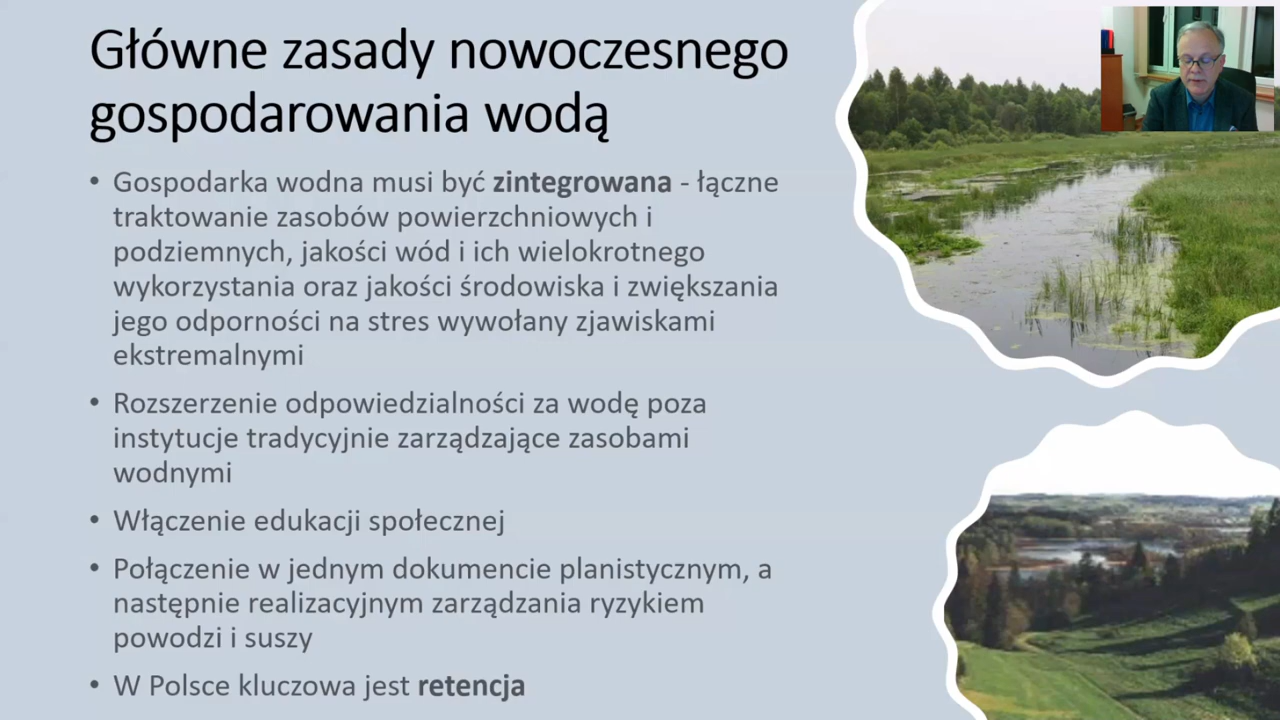 Główne zasady nowoczesnego
gospodarowania wodą
• Gospodarka wodna musi być zintegrowana - łączne
traktowanie zasobów powierzchniowych i
podziemnych, jakości wód i ich wielokrotnego
wykorzystania oraz jakości środowiska i zwiększania
jego odporności na stres wywołany zjawiskami
ekstremalnymi
• Rozszerzenie odpowiedzialności za wodę poza
instytucje tradycyjnie zarządzające zasobami
wodnymi
• Włączenie edukacji społecznej
• Połączenie w jednym dokumencie planistycznym, a
następnie realizacyjnym zarządzania ryzykiem
powodzi i suszy
• W Polsce kluczowa jest retencja